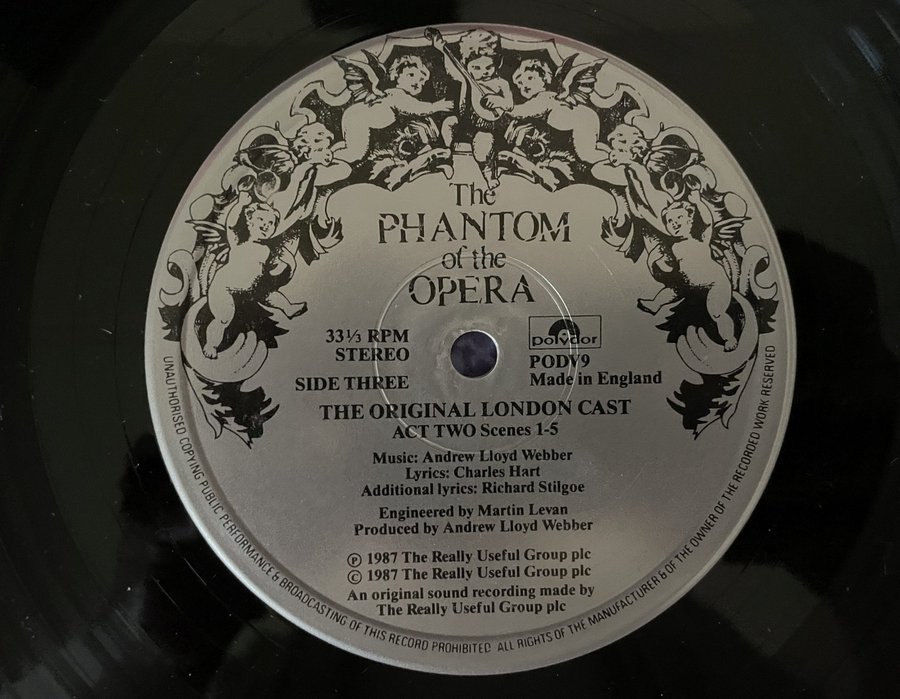 The
PHANTOM
of the
OPERA
33⅓ RPM
STEREO
SIDE THREE
polydor
PODV9
Made in England
THE ORIGINAL LONDON CAST
ACT TWO Scenes 1-5
Music: Andrew Lloyd Webber
Lyrics: Charles Hart
Additional lyrics: Richard Stilgoe
Engineered by Martin Levan
Produced by Andrew Lloyd Webber
℗ 1987 The Really Useful Group plc
© 1987 The Really Useful Group plc
An original sound recording made by
The Really Useful Group plc
UNAUTHORISED COPYING PUBLIC PERFORMANCE & BROADCASTING OF THIS RECORD PROHIBITED ALL RIGHTS OF THE MANUFACTURER & OF THE OWNER OF THE RECORDED WORK RESERVED